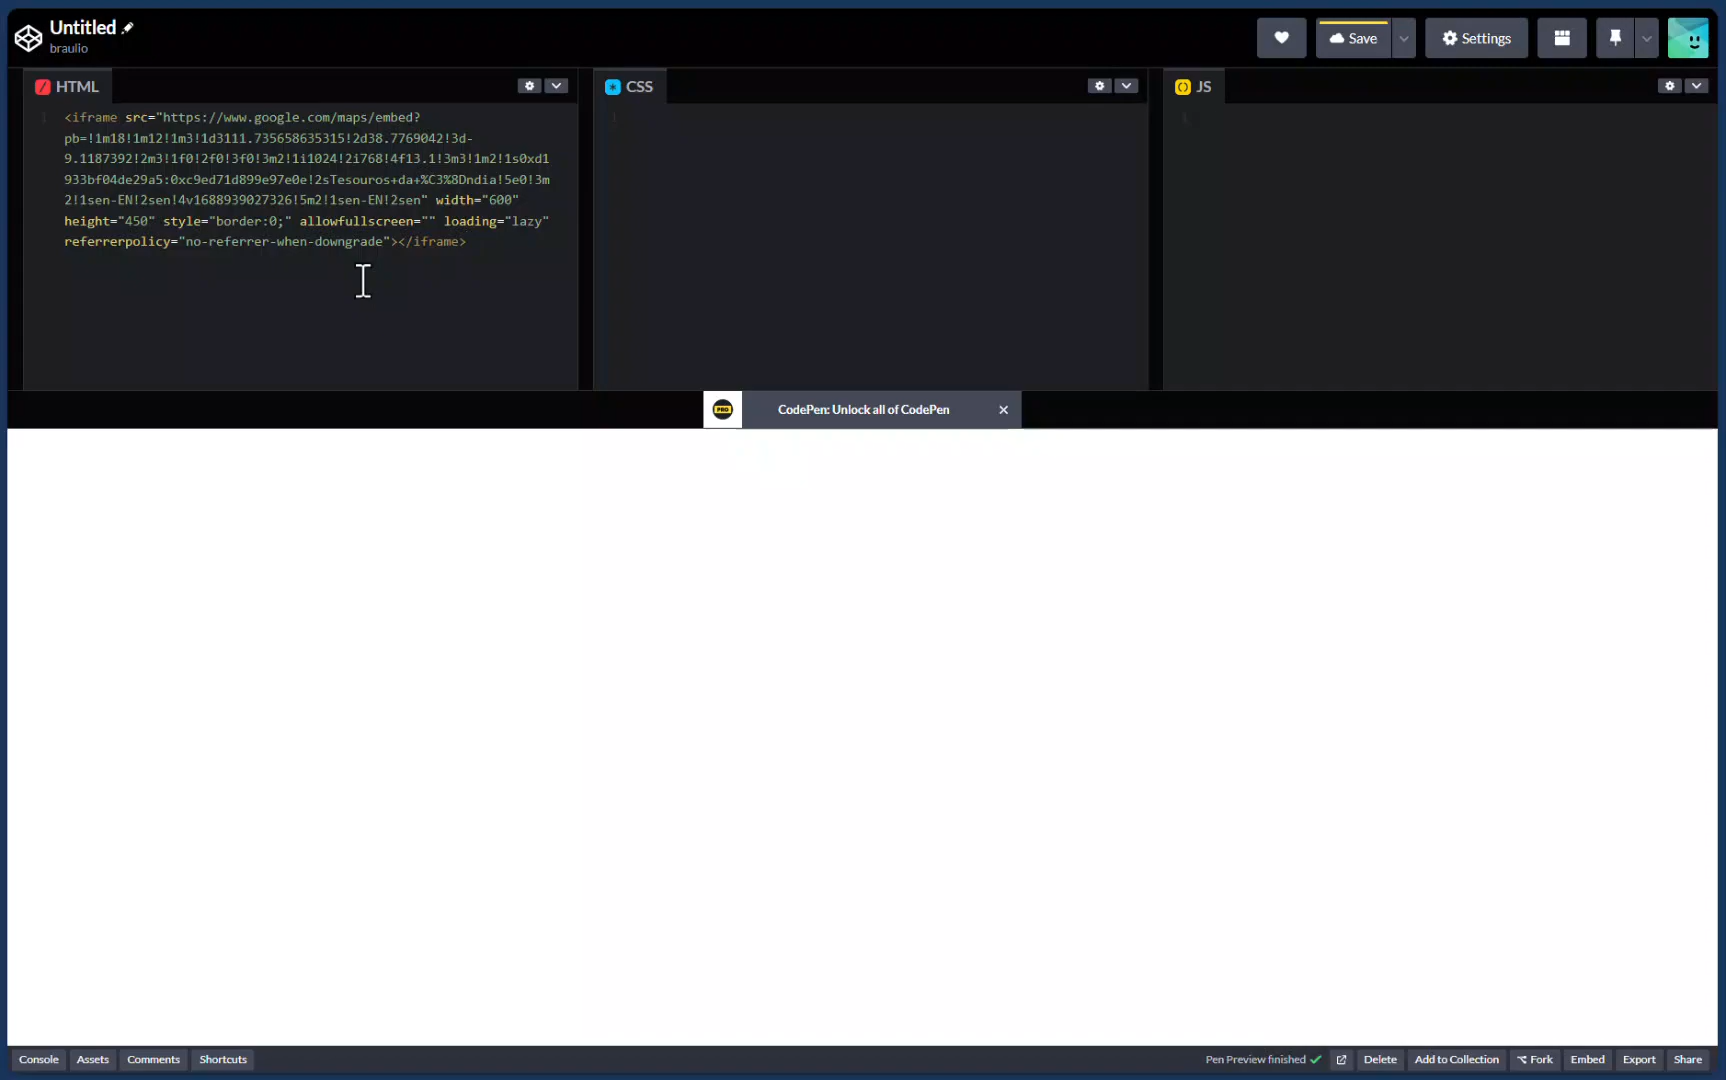 Untitled
braulio
Save
Settings
HTML
CSS
JS
1
<iframe src="https://www.google.com/maps/embed?
pb=!1m18!1m12!1m3!1d3111.735658635315!2d38.7769042!3d-
9.1187392!2m3!1f0!2f0!3f0!3m2!1i1024!2i768!4f13.1!3m3!1m2!1s0xd1
933bf04de29a5:0xc9ed71d899e97e0e!2sTesouros+da+%C3%8Dndia!5e0!3m
2!1sen-EN!2sen!4v1688939027326!5m2!1sen-EN!2sen" width="600"
height="450" style="border:0;" allowfullscreen="" loading="lazy"
referrerpolicy="no-referrer-when-downgrade"></iframe>
1
1
PRO
CodePen: Unlock all of CodePen
Console
Assets
Comments
Shortcuts
Pen Preview finished
Delete
Add to Collection
Fork
Embed
Export
Share